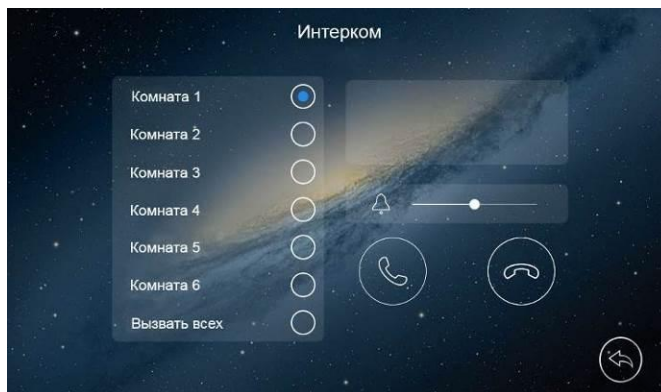 Интерком
Комната 1
Комната 2
Комната 3
Комната 4
Комната 5
Комната 6
Вызвать всех